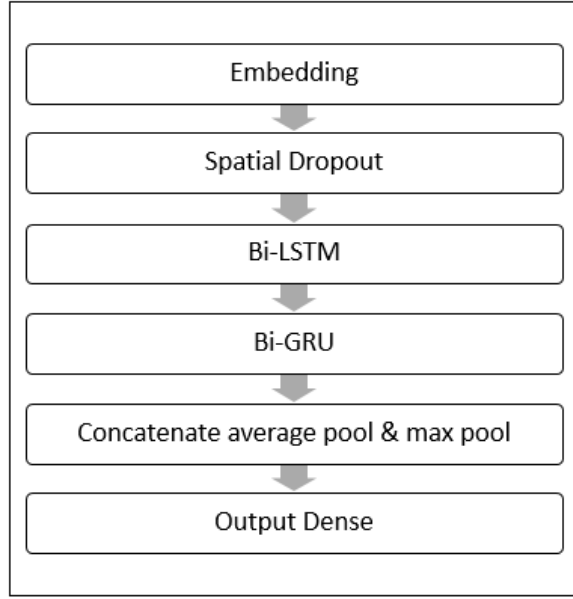 Embedding
Spatial Dropout
Bi-LSTM
Bi-GRU
Concatenate average pool & max pool
Output Dense